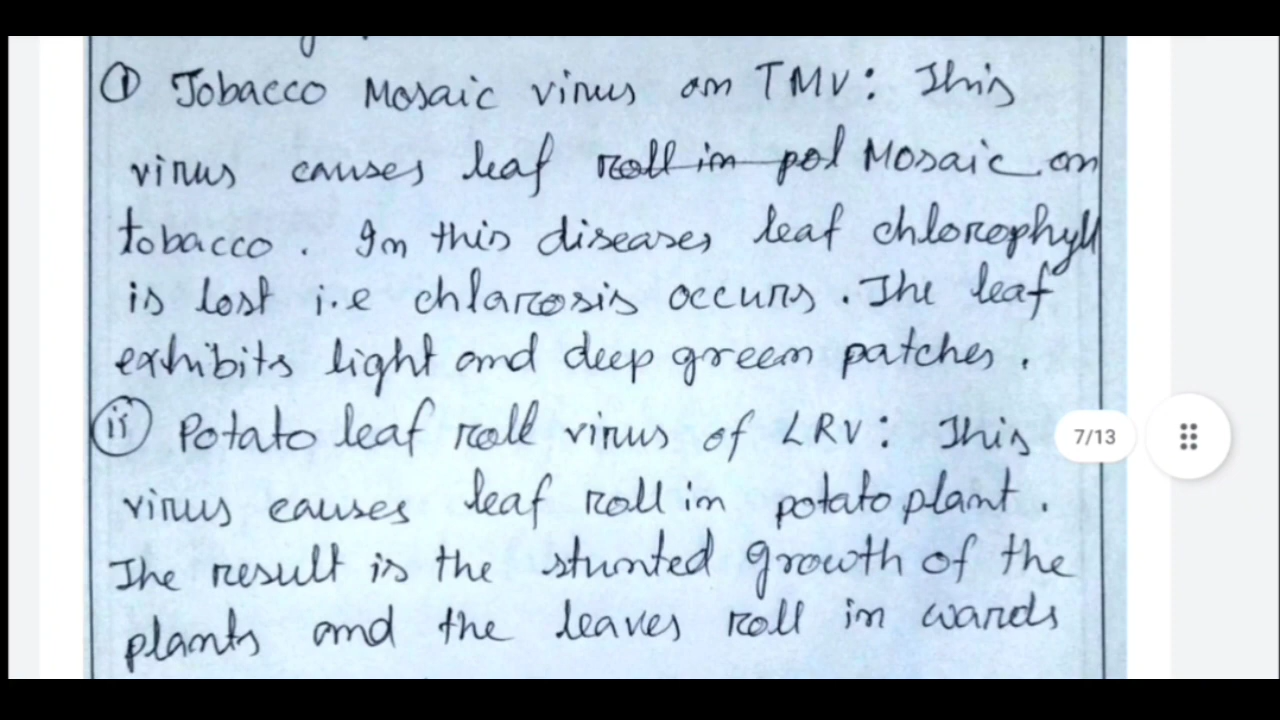 ① Tobacco Mosaic virus or TMV: This
virus causes leaf roll in pot Mosaic on
tobacco. In this diseases leaf chlorophyll
is lost i.e chlarosis occurs. The leaf
exhibits light and deep green patches.
ii Potato leaf roll virus of LRV: This
7/13
virus causes leaf roll in potato plant.
The result is the stunted growth of the
plants and the leaves roll in wards